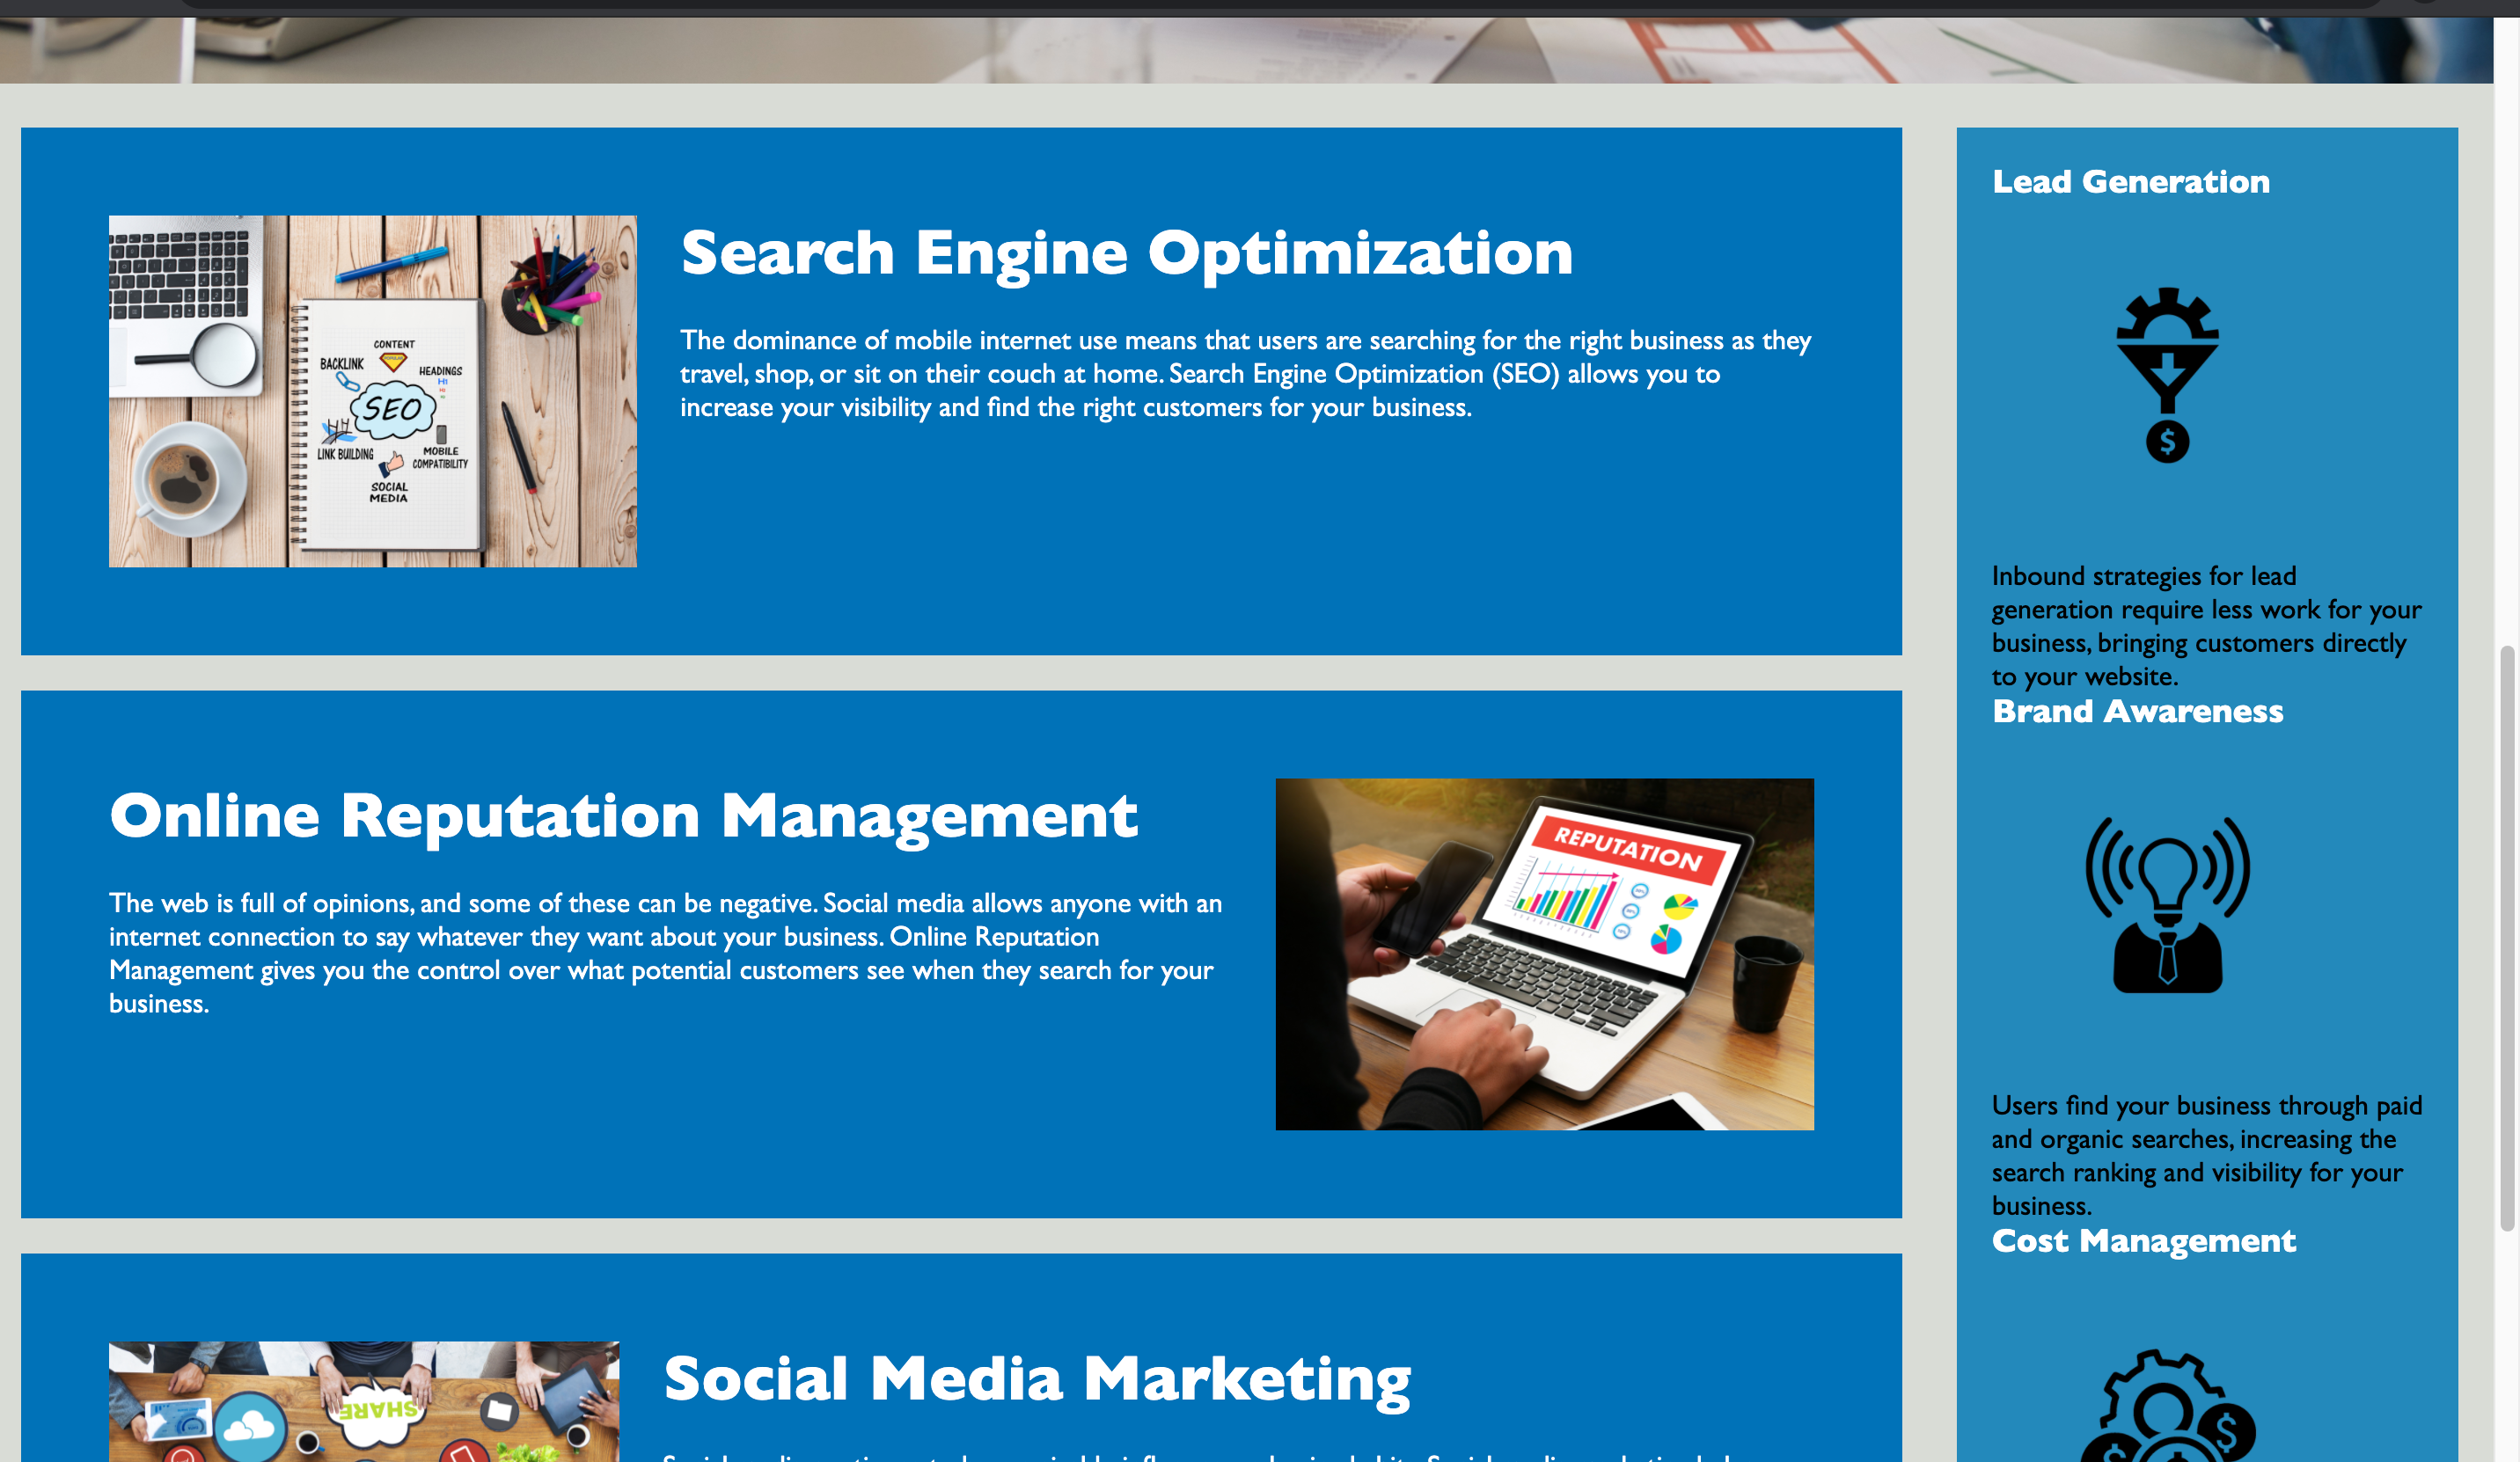 Search Engine Optimization
The dominance of mobile internet use means that users are searching for the right business as they
travel, shop, or sit on their couch at home. Search Engine Optimization (SEO) allows you to
increase your visibility and find the right customers for your business.
CONTENT
BACKLINK
HEADINGS
H1
SEO
LINK BUILDING
MOBILE
COMPATIBILITY
SOCIAL
MEDIA
Online Reputation Management
The web is full of opinions, and some of these can be negative. Social media allows anyone with an
internet connection to say whatever they want about your business. Online Reputation
Management gives you the control over what potential customers see when they search for your
business.
REPUTATION
Social Media Marketing
SHARE
Lead Generation
$
Inbound strategies for lead
generation require less work for your
business, bringing customers directly
to your website.
Brand Awareness
Users find your business through paid
and organic searches, increasing the
search ranking and visibility for your
business.
Cost Management
$
$